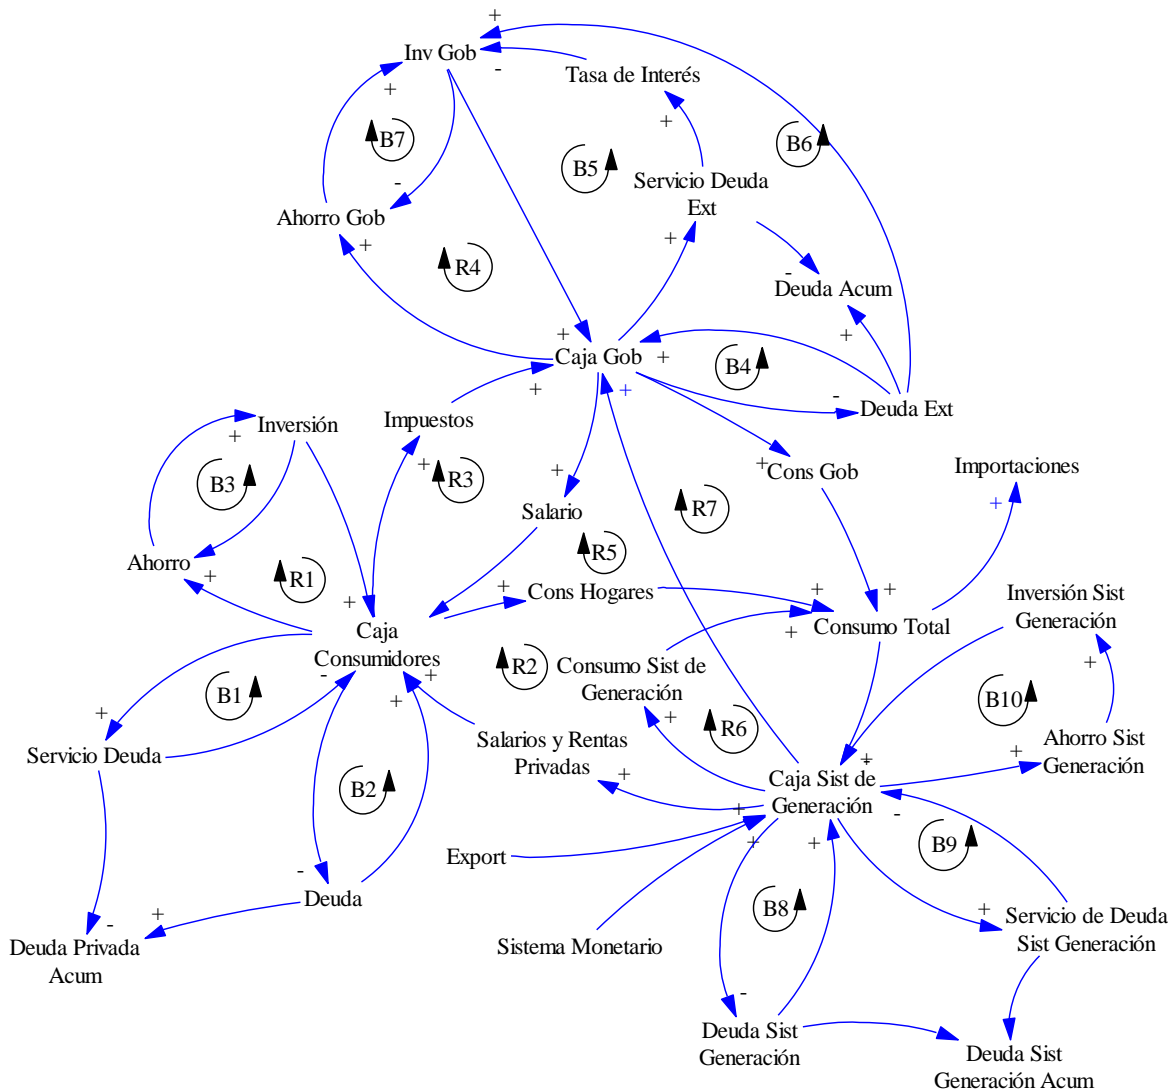 +
Inv Gob
-
Tasa de Interés
+
+
B7
B5
B6
-
Servicio Deuda
Ext
Ahorro Gob
+
+
R4
-
Deuda Acum
+
+
Caja Gob
+
B4
+
+
-
Deuda Ext
Inversión
Impuestos
+
+
R3
+
+
Cons Gob
Importaciones
B3
+
R7
Salario
R5
Ahorro
+
R1
+
Cons Hogares
+
+
Inversión Sist
Generación
+
Caja
Consumidores
+
Consumo Total
R2
Consumo Sist de
Generación
-
+
+
B1
+
B10
+
+
R6
Servicio Deuda
Salarios y Rentas
Privadas
+
+
-
+
Ahorro Sist
Generación
B2
Caja Sist de
Generación
+
+
+
-
B9
Export
-
Deuda
+
-
B8
+
Servicio de Deuda
Sist Generación
Deuda Privada
Acum
Sistema Monetario
-
Deuda Sist
Generación
Deuda Sist
Generación Acum